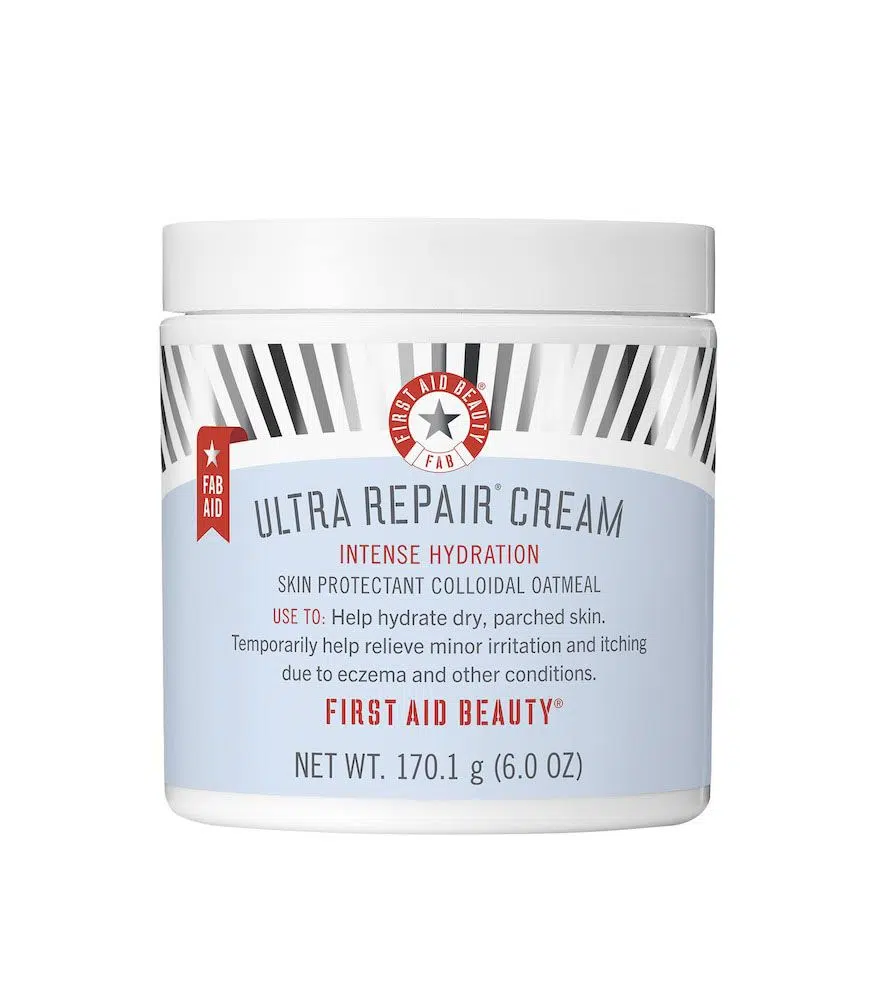 FIRST AID BEAUTY®
FAB
FAB
AID
ULTRA REPAIR® CREAM
INTENSE HYDRATION
SKIN PROTECTANT COLLOIDAL OATMEAL
USE TO: Help hydrate dry, parched skin.
Temporarily help relieve minor irritation and itching
due to eczema and other conditions.
FIRST AID BEAUTY®
NET WT. 170.1 g (6.0 OZ)